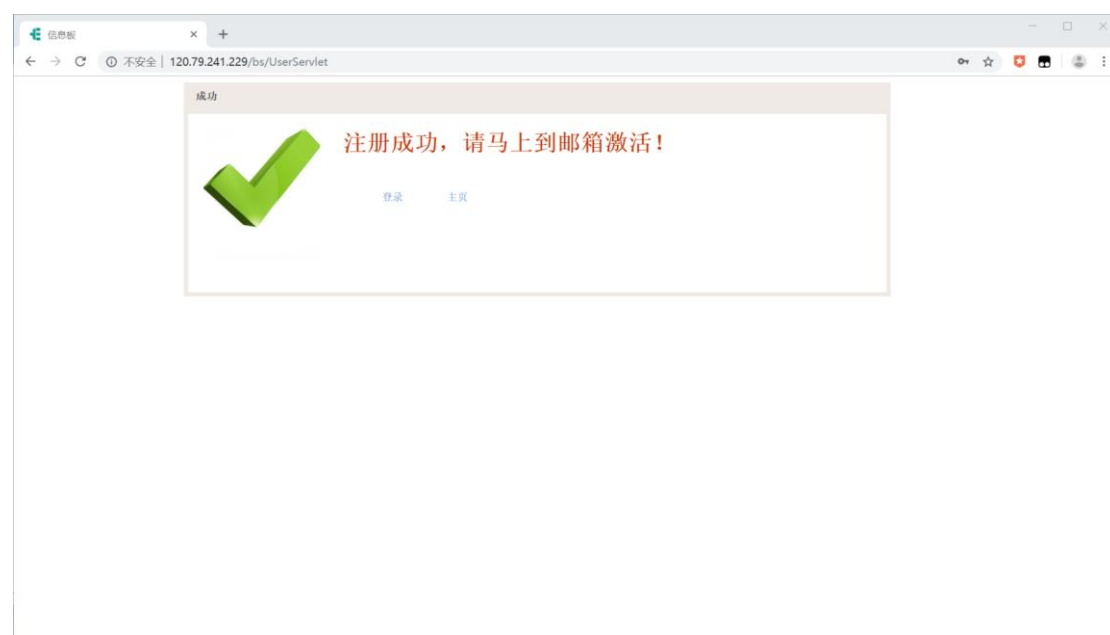 信息板
不安全 | 120.79.241.229/bs/UserServlet
成功
注册成功，请马上到邮箱激活！
登录 主页